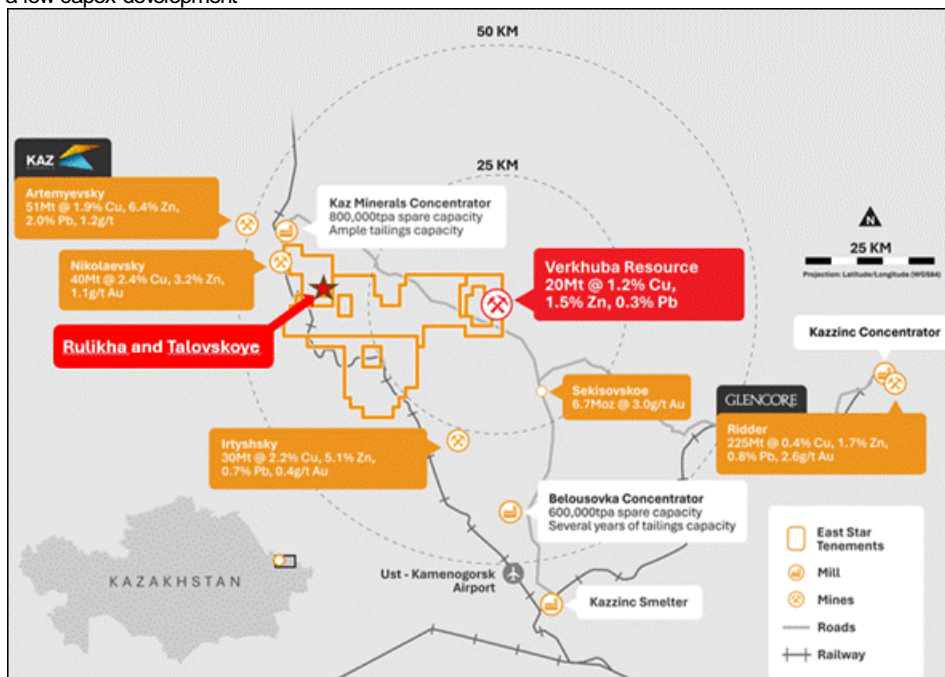 a low capex development
50 KM
25 KM
KAZ
Artemyevsky
51Mt @ 1.9% Cu, 6.4% Zn,
2.0% Pb, 1.2g/t
Kaz Minerals Concentrator
800,000tpa spare capacity
Ample tailings capacity
N
25 KM
Projection: Latitude/Longitude (WGS84)
Nikolaevsky
40Mt @ 2.4% Cu, 3.2% Zn,
1.1g/t Au
Verkhuba Resource
20Mt @ 1.2% Cu,
1.5% Zn, 0.3% Pb
Rulikha and Talovskoye
Kazzinc Concentrator
Sekisovskoe
6.7Moz @ 3.0g/t Au
GLENCORE
Ridder
225Mt @ 0.4% Cu, 1.7% Zn,
0.8% Pb, 2.6g/t Au
Irtyshsky
30Mt @ 2.2% Cu, 5.1% Zn,
0.7% Pb, 0.4g/t Au
Belousovka Concentrator
600,000tpa spare capacity
Several years of tailings capacity
KAZAKHSTAN
Ust - Kamenogorsk
Airport
Kazzinc Smelter
East Star
Tenements
Mill
Mines
Roads
Railway